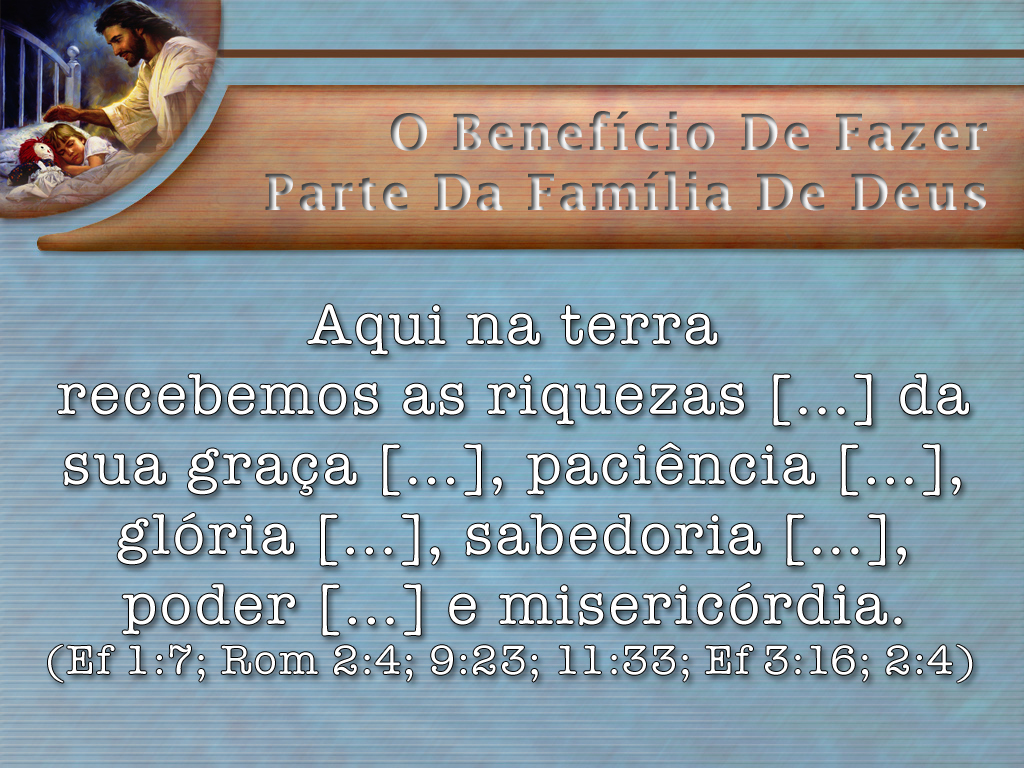 O Benefício De Fazer
Parte Da Família De Deus
Aqui na terra
recebemos as riquezas [...] da
sua graça [...], paciência [...],
glória [...], sabedoria [...],
poder [...] e misericórdia.
(Ef 1:7; Rom 2:4; 9:23; 11:33; Ef 3:16; 2:4)